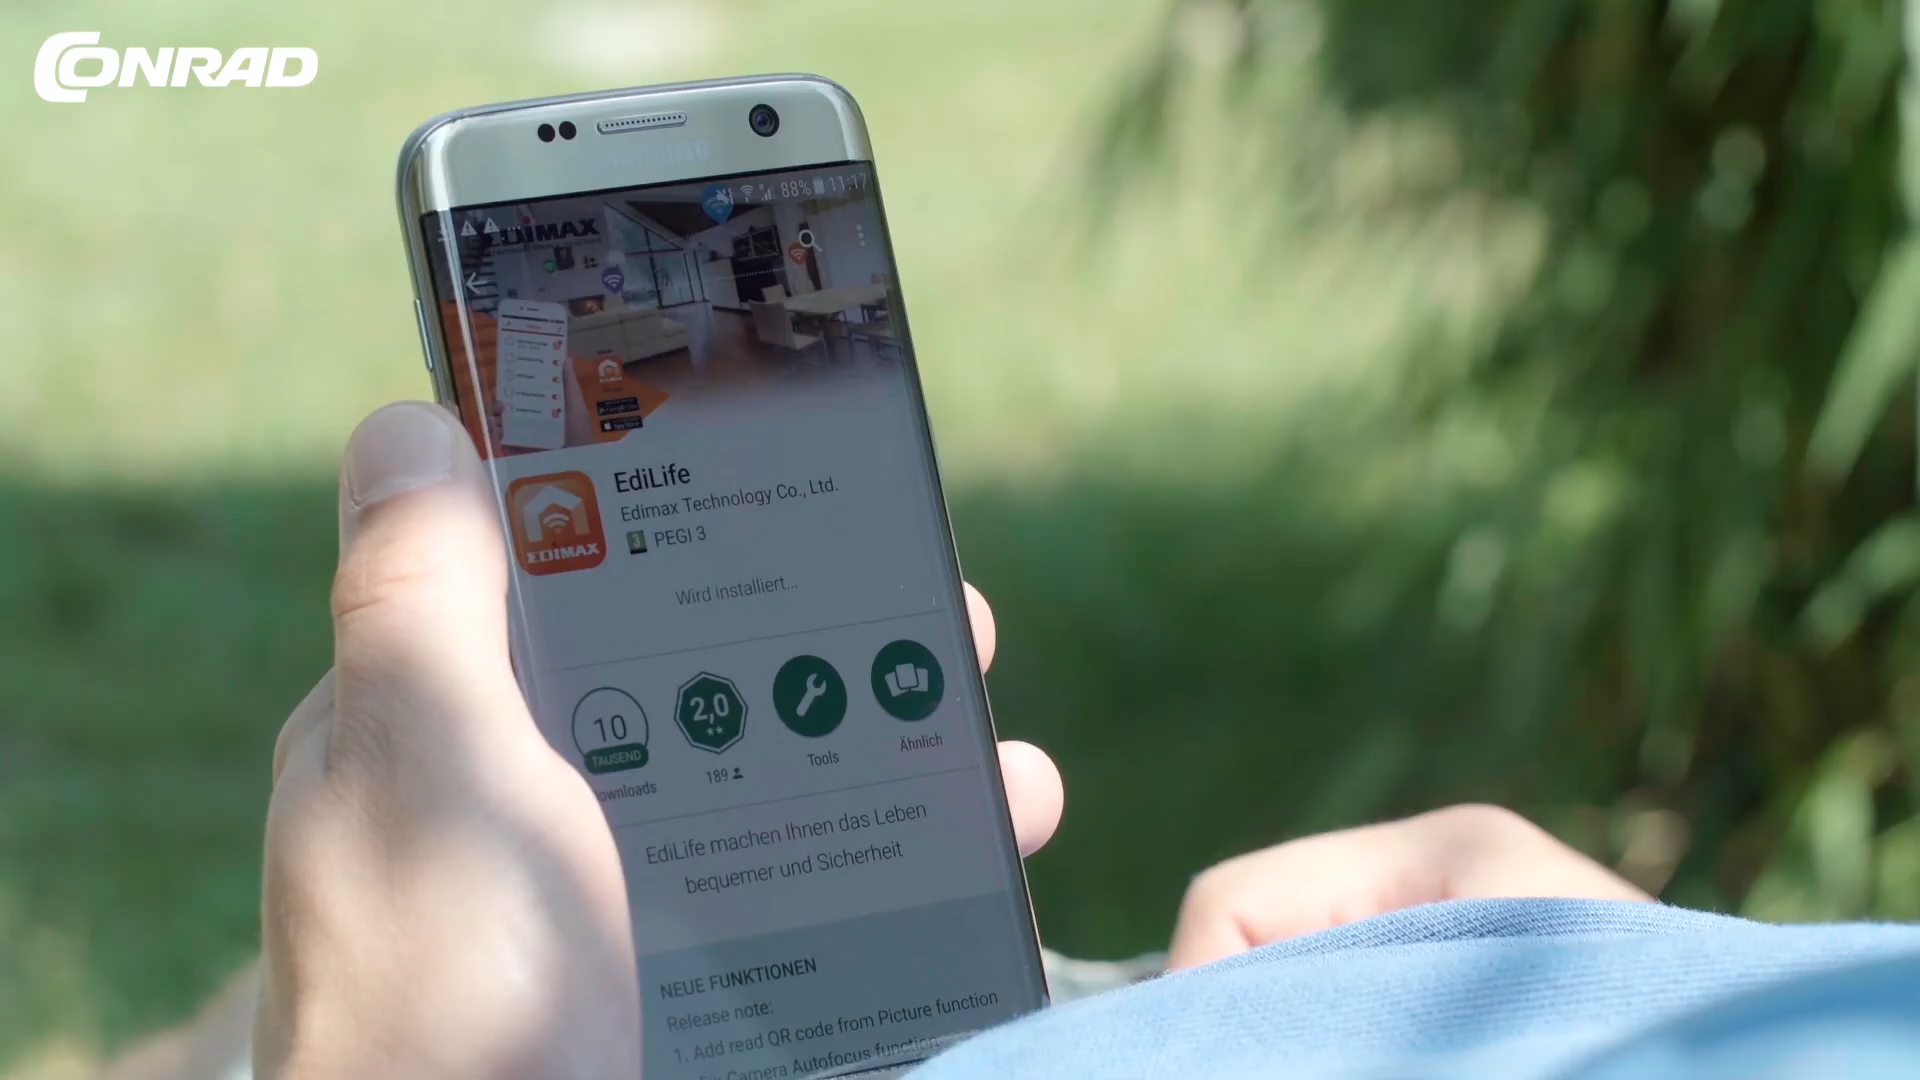 CONRAD
SAMSUNG
88% 11:17
EDIMAX
EdiLife
Edimax Technology Co., Ltd.
3 PEGI 3
EDIMAX
Wird installiert...
10
TAUSEND
Downloads
2,0
189
Tools
Ähnlich
EdiLife machen Ihnen das Leben
bequemer und Sicherheit
NEUE FUNKTIONEN
Release note:
1. Add read QR code from Picture function
Camera Autofocus function